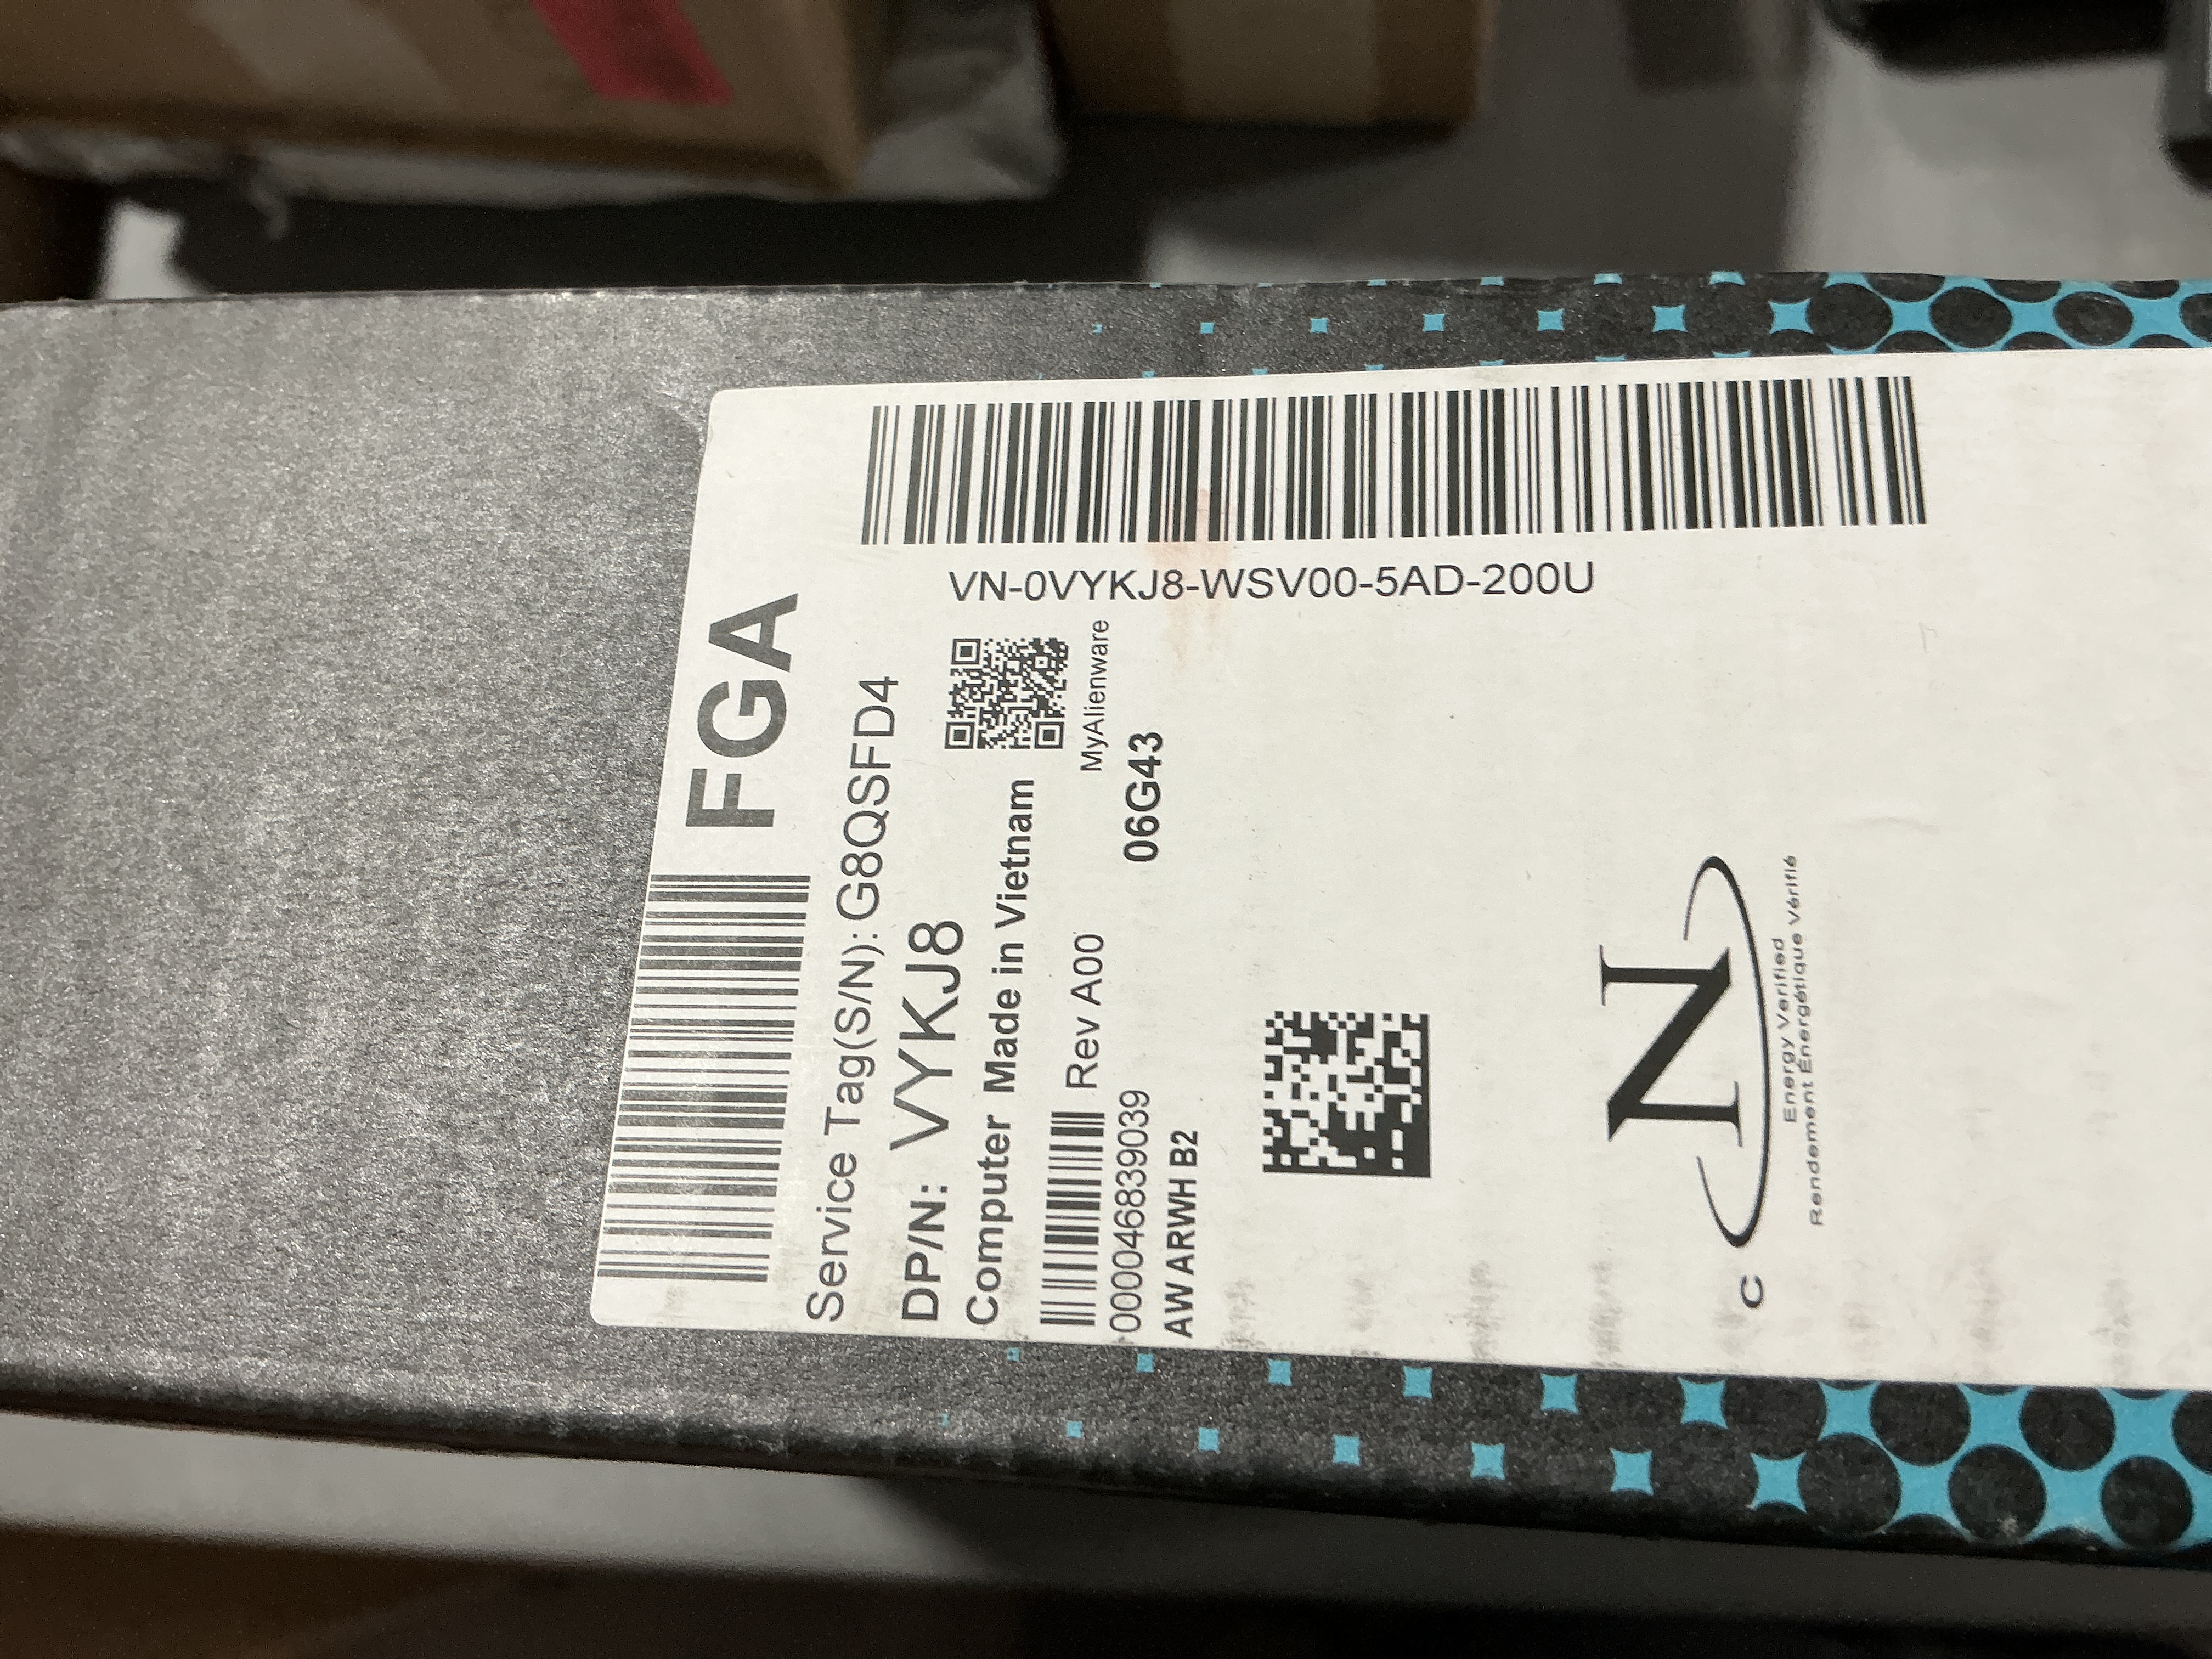 FGA
Service Tag(S/N): G8QSFD4
DP/N: VYKJ8
Computer Made in Vietnam
Rev A00
MyAlienware
000046839039
06G43
AW ARWH B2
VN-0VYKJ8-WSV00-5AD-200U
C
N
Energy Verified
Rendement Énergétique Vérifié